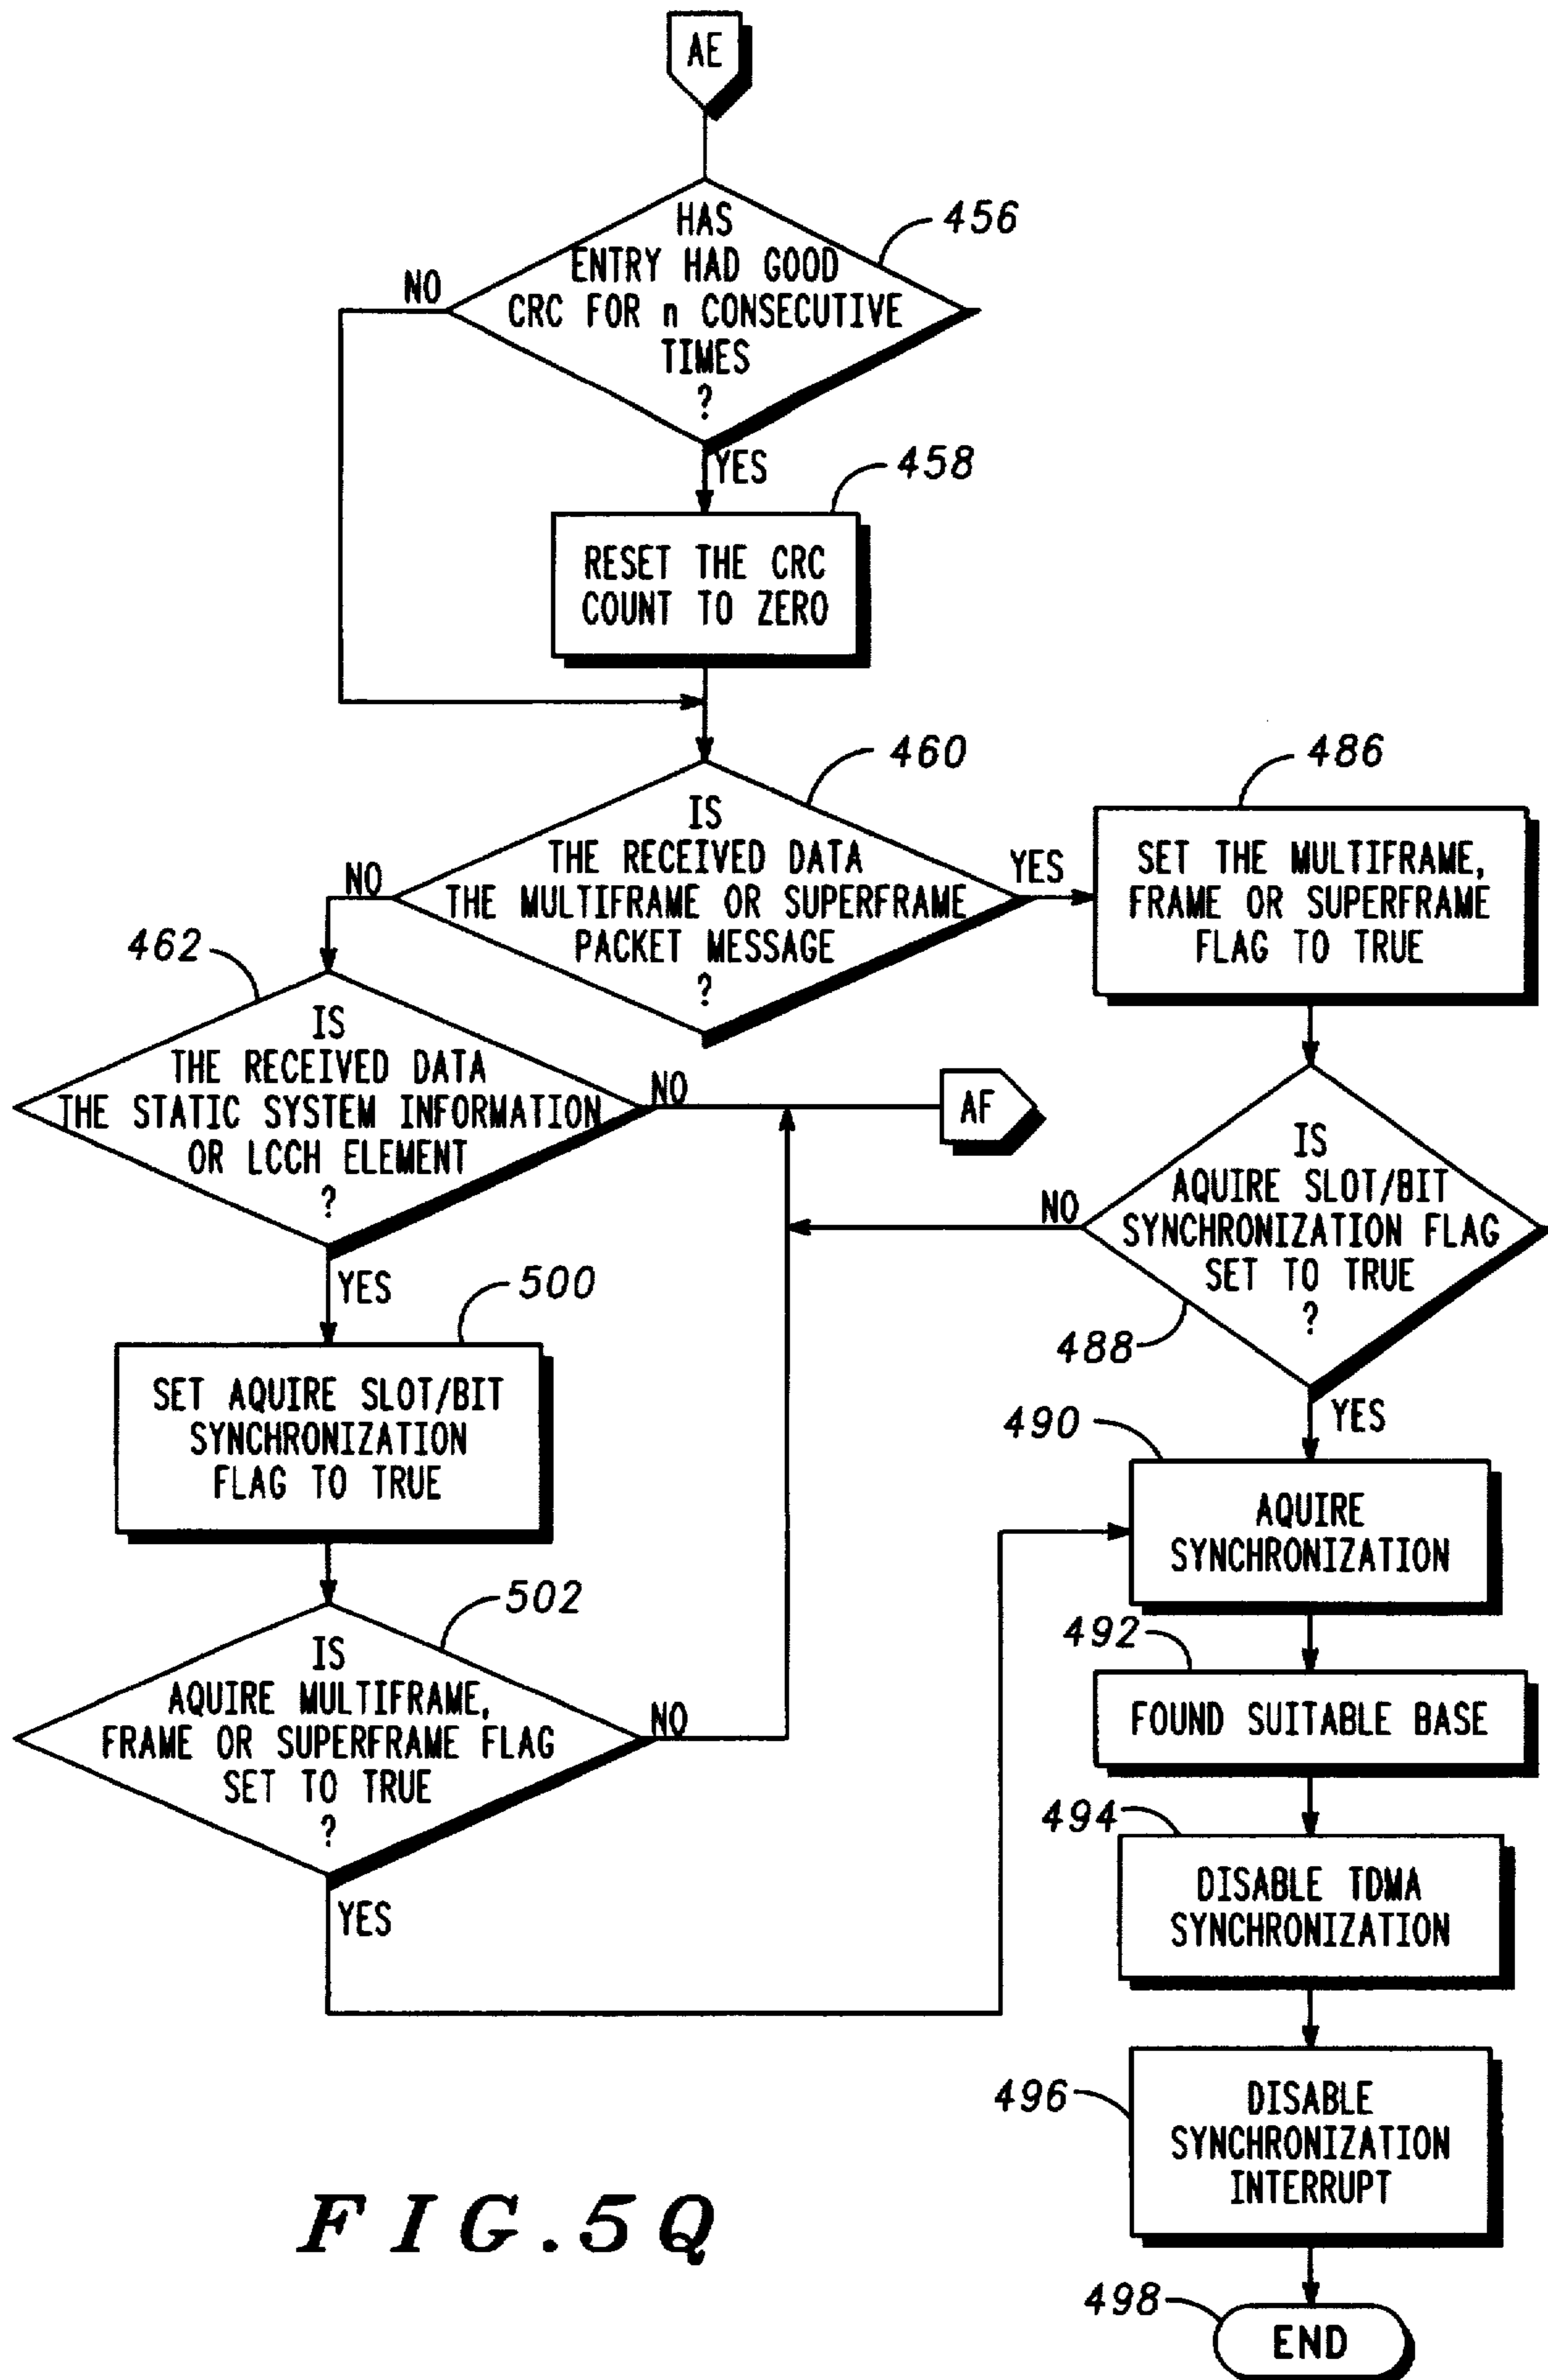 AE
HAS
ENTRY HAD GOOD
CRC FOR n CONSECUTIVE
TIMES
?
456
NO
YES
458
RESET THE CRC
COUNT TO ZERO
460
IS
THE RECEIVED DATA
THE MULTIFRAME OR SUPERFRAME
PACKET MESSAGE
?
NO
YES
486
SET THE MULTIFRAME,
FRAME OR SUPERFRAME
FLAG TO TRUE
462
IS
THE RECEIVED DATA
THE STATIC SYSTEM INFORMATION
OR LCCH ELEMENT
?
NO
AF
YES
IS
AQUIRE SLOT/BIT
SYNCHRONIZATION FLAG
SET TO TRUE
?
NO
488
YES
500
SET AQUIRE SLOT/BIT
SYNCHRONIZATION
FLAG TO TRUE
490
AQUIRE
SYNCHRONIZATION
502
IS
AQUIRE MULTIFRAME,
FRAME OR SUPERFRAME FLAG
SET TO TRUE
?
NO
YES
492
FOUND SUITABLE BASE
494
DISABLE TDMA
SYNCHRONIZATION
496
DISABLE
SYNCHRONIZATION
INTERRUPT
498
END
FIG.5Q